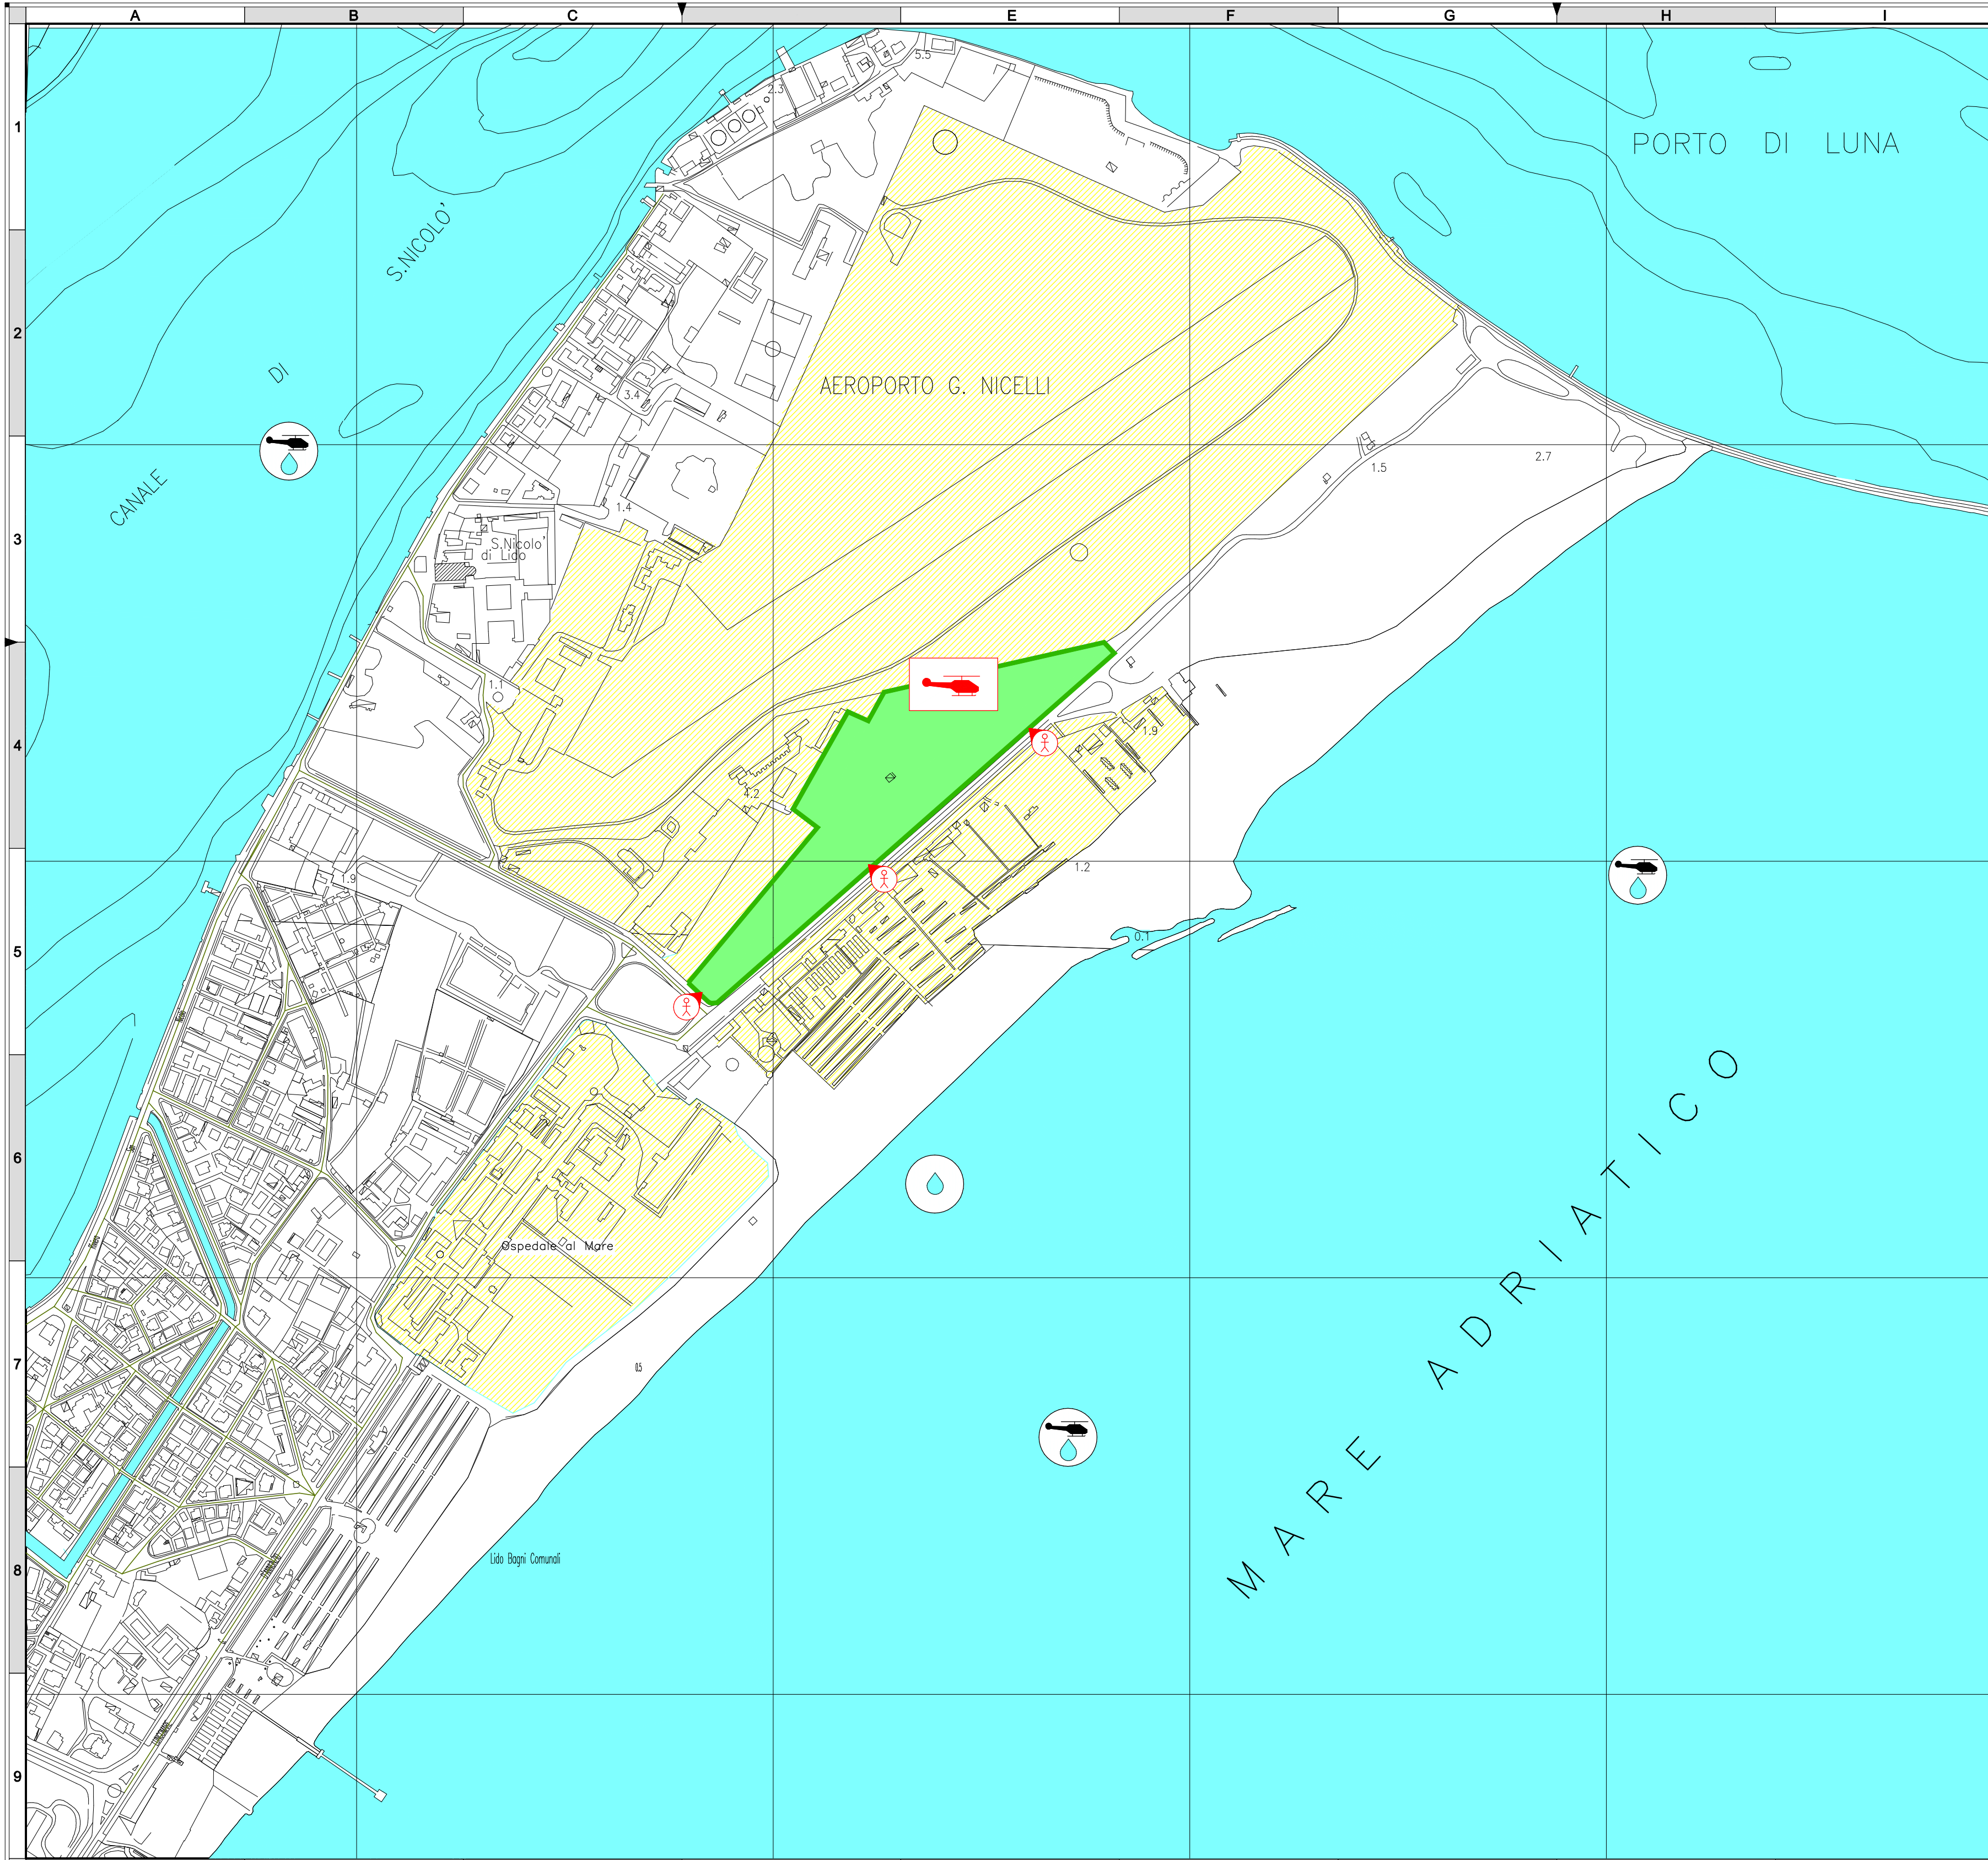 A B C E F G H I
1
2
3
4
5
6
7
8
9
5.5
2.3
PORTO DI LUNA
S.NICOLO'
DI
CANALE
AEROPORTO G. NICELLI
3.4
1.5
2.7
1.4
S.Nicolo'
di Lido
1.1
1.9
4.2
1.9
1.2
0.1
Ospedale al Mare
0.5
Lido Bagni Comunali
MARE ADRIATICO
LUNGOMARE